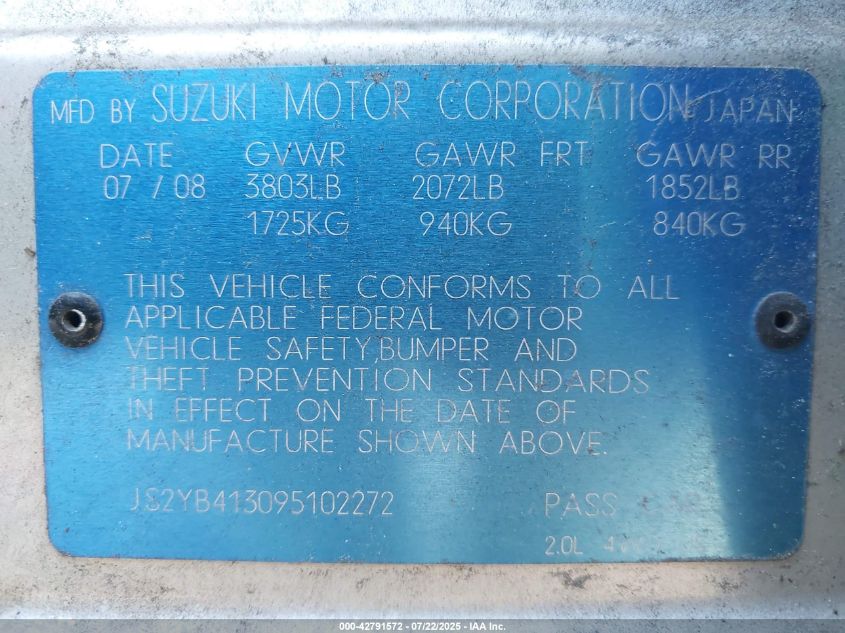 MFD BY SUZUKI MOTOR CORPORATION JAPAN
DATE GVWR GAWR FRT GAWR RR
07 / 08 3803LB 2072LB 1852LB
1725KG 940KG 840KG
THIS VEHICLE CONFORMS TO ALL
APPLICABLE FEDERAL MOTOR
VEHICLE SAFETY,BUMPER AND
THEFT PREVENTION STANDARDS
IN EFFECT ON THE DATE OF
MANUFACTURE SHOWN ABOVE.
JS2YB413095102272 PASS
2.0L
000-42791572 - 07/22/2025 - IAA Inc.